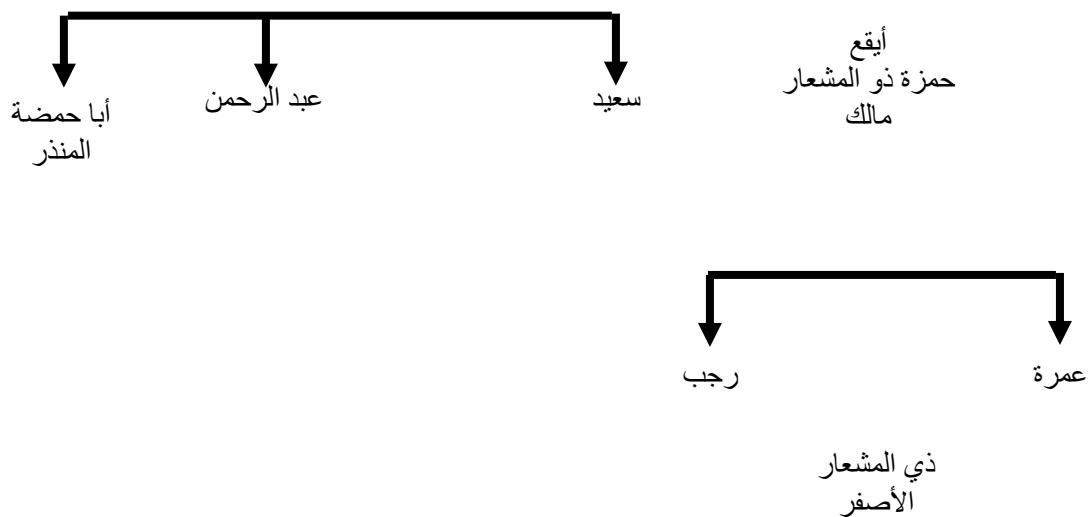 أيقع
حمزة ذو المشعار
مالك
سعيد
عبد الرحمن
أبا حمضة
المنذر
عمرة
رجب
ذي المشعار
الأصفر